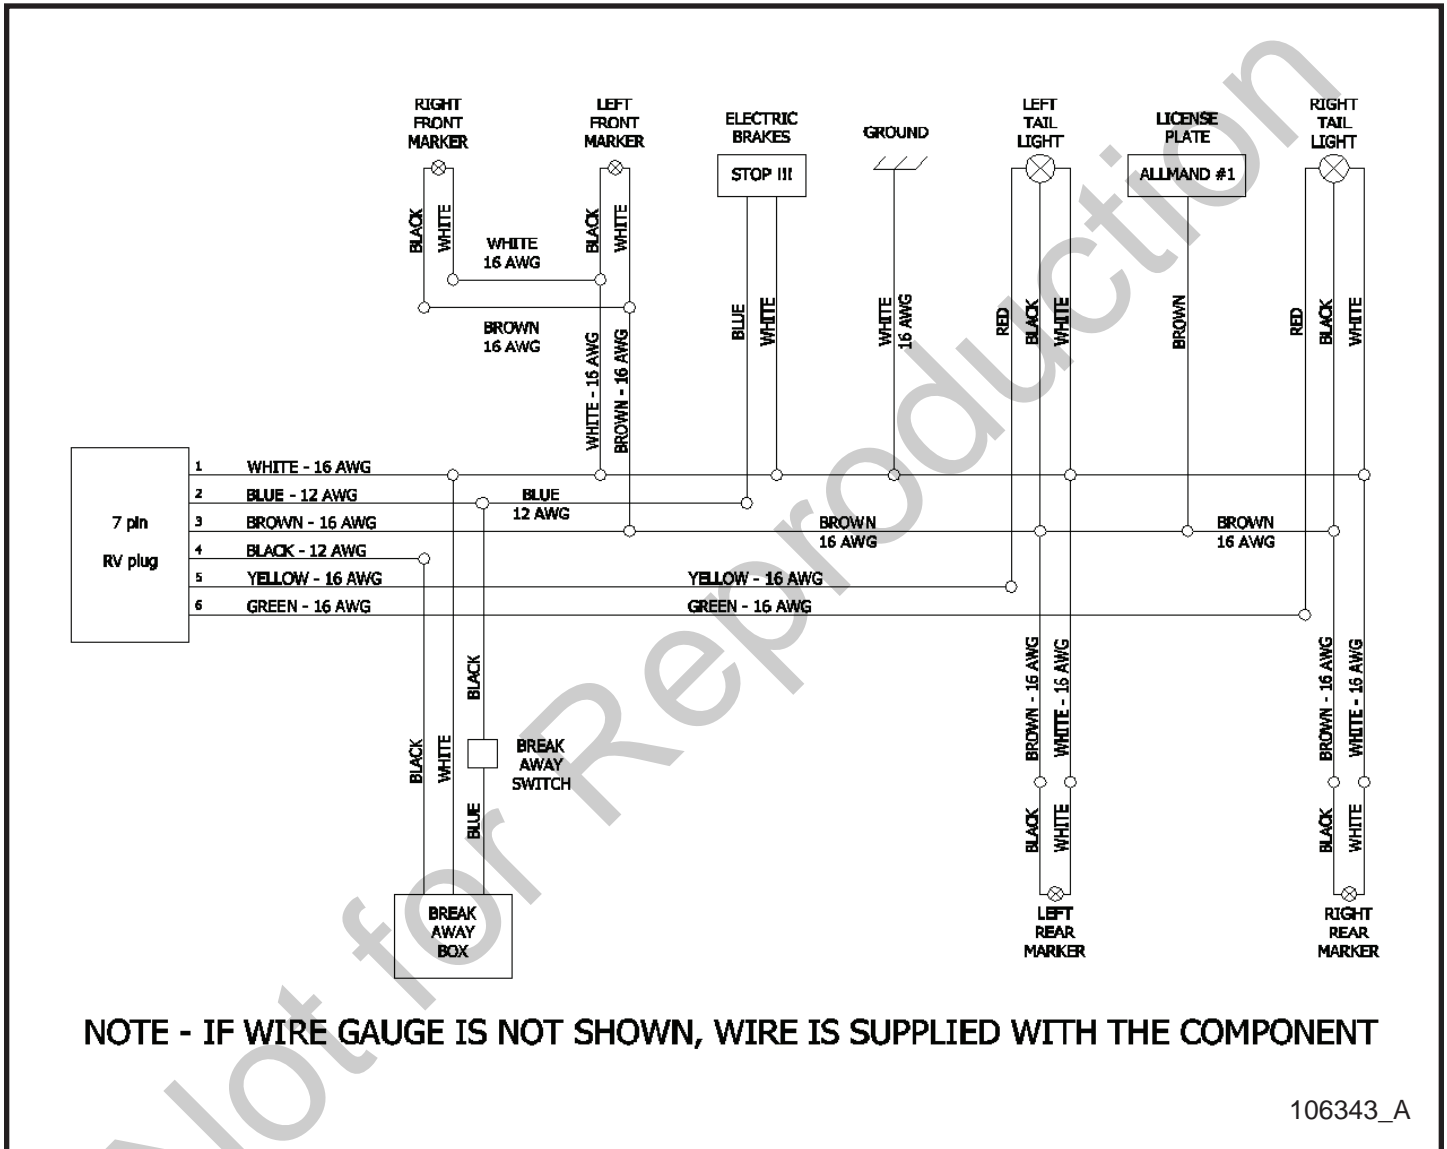 RIGHT
FRONT
MARKER
LEFT
FRONT
MARKER
ELECTRIC
BRAKES
STOP III
GROUND
LEFT
TAIL
LIGHT
LICENSE
PLATE
ALLMAND #1
RIGHT
TAIL
LIGHT
BLACK
WHITE
WHITE
16 AWG
BLACK
WHITE
BROWN
16 AWG
WHITE - 16 AWG
BROWN - 16 AWG
BLUE
WHITE
WHITE
16 AWG
RED
BLACK
WHITE
BROWN
RED
BLACK
WHITE
7 pin
RV plug
1 WHITE - 16 AWG
2 BLUE - 12 AWG
BLUE
12 AWG
3 BROWN - 16 AWG
BROWN
16 AWG
BROWN
16 AWG
4 BLACK - 12 AWG
5 YELLOW - 16 AWG
YELLOW - 16 AWG
6 GREEN - 16 AWG
GREEN - 16 AWG
BLACK
BLACK
WHITE
BREAK
AWAY
SWITCH
BLUE
BREAK
AWAY
BOX
BROWN - 16 AWG
WHITE - 16 AWG
BLACK
WHITE
LEFT
REAR
MARKER
BROWN - 16 AWG
WHITE - 16 AWG
BLACK
WHITE
RIGHT
REAR
MARKER
NOTE - IF WIRE GAUGE IS NOT SHOWN, WIRE IS SUPPLIED WITH THE COMPONENT
106343_A
Not for Reproduction